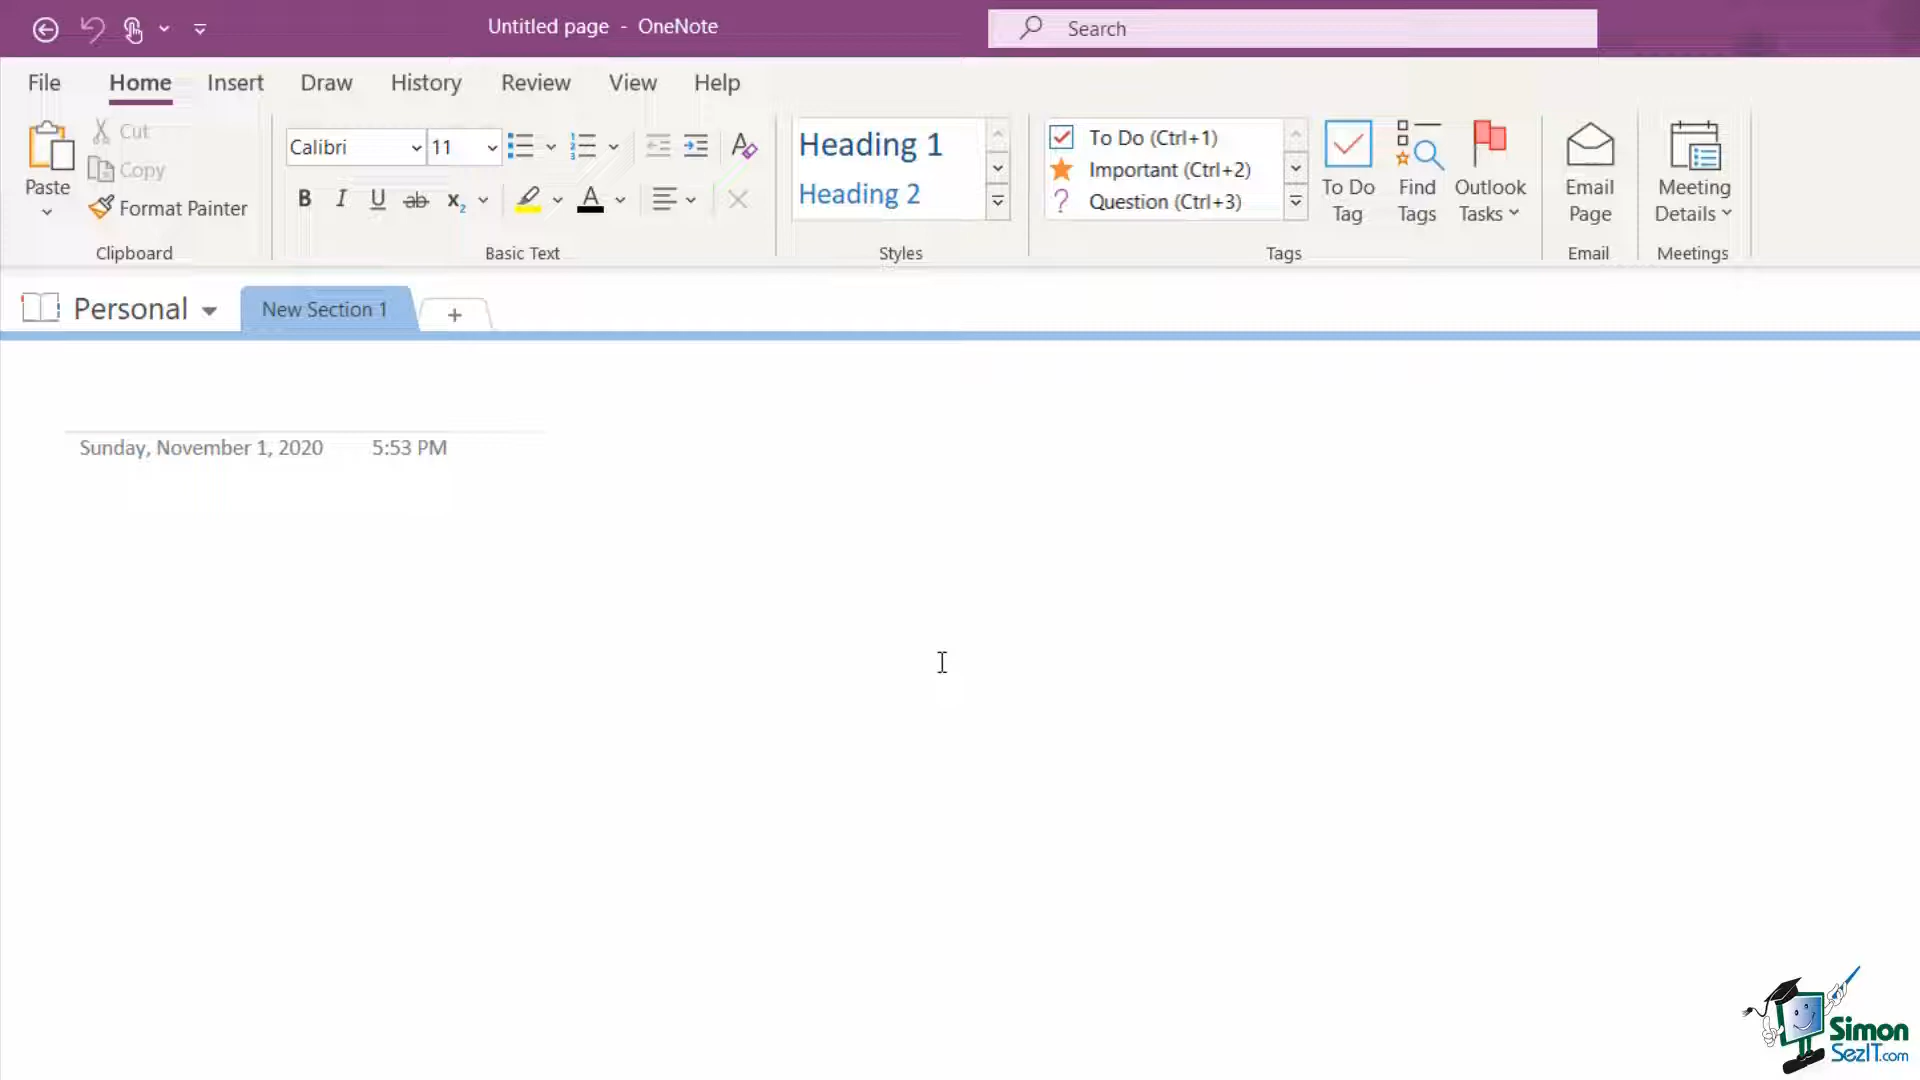 Untitled page - OneNote
Search
File Home Insert Draw History Review View Help
Paste
Cut
Copy
Format Painter
Clipboard
Calibri 11
B I U ab x2 A A
Basic Text
Heading 1
Heading 2
Styles
To Do (Ctrl+1)
Important (Ctrl+2)
Question (Ctrl+3)
To Do
Tag
Find
Tags
Outlook
Tasks
Tags
Email
Page
Email
Meeting
Details
Meetings
Personal New Section 1 +
Sunday, November 1, 2020 5:53 PM
Simon
SezIT.com